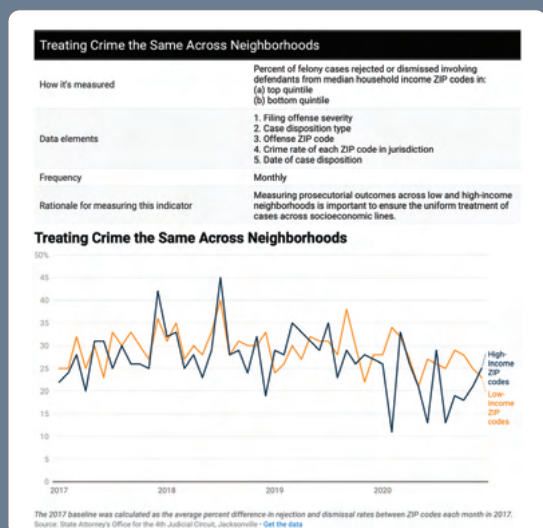 Treating Crime the Same Across Neighborhoods
How it's measured
Percent of felony cases rejected or dismissed involving
defendants from median household income ZIP codes in:
(a) top quintile
(b) bottom quintile
Data elements
1. Filing offense severity
2. Case disposition type
3. Offense ZIP code
4. Crime rate of each ZIP code in jurisdiction
5. Date of case disposition
Frequency
Monthly
Rationale for measuring this indicator
Measuring prosecutorial outcomes across low and high-income
neighborhoods is important to ensure the uniform treatment of
cases across socioeconomic lines.
Treating Crime the Same Across Neighborhoods
50%
45
40
35
30
25
20
15
10
5
0
High-
income
ZIP
codes
Low-
income
ZIP
codes
2017
2018
2019
2020
The 2017 baseline was calculated as the average percent difference in rejection and dismissal rates between ZIP codes each month in 2017.
Source: State Attorney's Office for the 4th Judicial Circuit, Jacksonville • Get the data